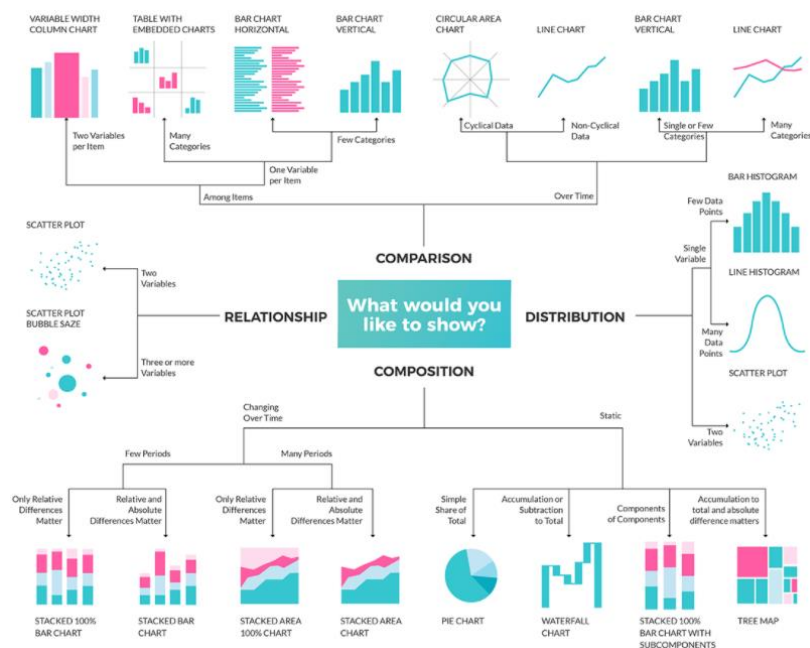 VARIABLE WIDTH
COLUMN CHART
TABLE WITH
EMBEDDED CHARTS
BAR CHART
HORIZONTAL
BAR CHART
VERTICAL
CIRCULAR AREA
CHART
LINE CHART
BAR CHART
VERTICAL
LINE CHART
Two Variables
per Item
Many
Categories
Few Categories
Cyclical Data
Non-Cyclical
Data
Single or Few
Categories
Many
Categories
One Variable
per Item
Among Items
Over Time
COMPARISON
SCATTER PLOT
Two
Variables
SCATTER PLOT
BUBBLE SAZE
Three or more
Variables
RELATIONSHIP
What would you
like to show?
DISTRIBUTION
BAR HISTOGRAM
Few Data
Points
Single
Variable
LINE HISTOGRAM
Many
Data
Points
SCATTER PLOT
Two
Variables
COMPOSITION
Changing
Over Time
Static
Few Periods
Many Periods
Only Relative
Differences
Matter
Relative and
Absolute
Differences Matter
Only Relative
Differences
Matter
Relative and
Absolute
Differences Matter
Simple
Share of
Total
Accumulation or
Subtraction
to Total
Components
of Components
Accumulation to
total and absolute
difference matters
STACKED 100%
BAR CHART
STACKED BAR
CHART
STACKED AREA
100% CHART
STACKED AREA
CHART
PIE CHART
WATERFALL
CHART
STACKED 100%
BAR CHART WITH
SUBCOMPONENTS
TREE MAP